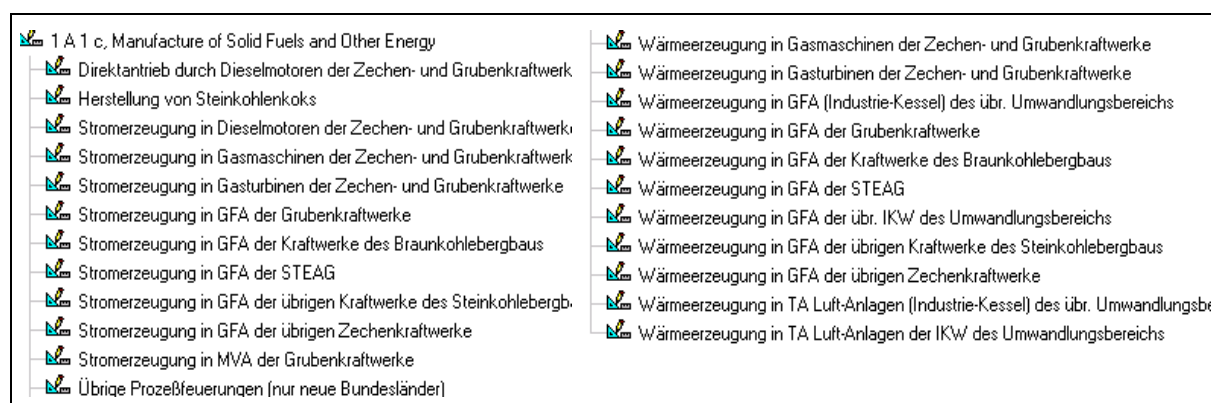 1 A 1 c, Manufacture of Solid Fuels and Other Energy
Direktantrieb durch Dieselmotoren der Zechen- und Grubenkraftwerk
Herstellung von Steinkohlenkoks
Stromerzeugung in Dieselmotoren der Zechen- und Grubenkraftwerk
Stromerzeugung in Gasmaschinen der Zechen- und Grubenkraftwerk
Stromerzeugung in Gasturbinen der Zechen- und Grubenkraftwerke
Stromerzeugung in GFA der Grubenkraftwerke
Stromerzeugung in GFA der Kraftwerke des Braunkohlebergbaus
Stromerzeugung in GFA der STEAG
Stromerzeugung in GFA der übrigen Kraftwerke des Steinkohlebergb
Stromerzeugung in GFA der übrigen Zechenkraftwerke
Stromerzeugung in MVA der Grubenkraftwerke
Übrige Prozeßfeuerungen (nur neue Bundesländer)
Wärmeerzeugung in Gasmaschinen der Zechen- und Grubenkraftwerke
Wärmeerzeugung in Gasturbinen der Zechen- und Grubenkraftwerke
Wärmeerzeugung in GFA (Industrie-Kessel) des übr. Umwandlungsbereichs
Wärmeerzeugung in GFA der Grubenkraftwerke
Wärmeerzeugung in GFA der Kraftwerke des Braunkohlebergbaus
Wärmeerzeugung in GFA der STEAG
Wärmeerzeugung in GFA der übr. IKW des Umwandlungsbereichs
Wärmeerzeugung in GFA der übrigen Kraftwerke des Steinkohlebergbaus
Wärmeerzeugung in GFA der übrigen Zechenkraftwerke
Wärmeerzeugung in TA Luft-Anlagen (Industrie-Kessel) des übr. Umwandlungsbe
Wärmeerzeugung in TA Luft-Anlagen der IKW des Umwandlungsbereichs